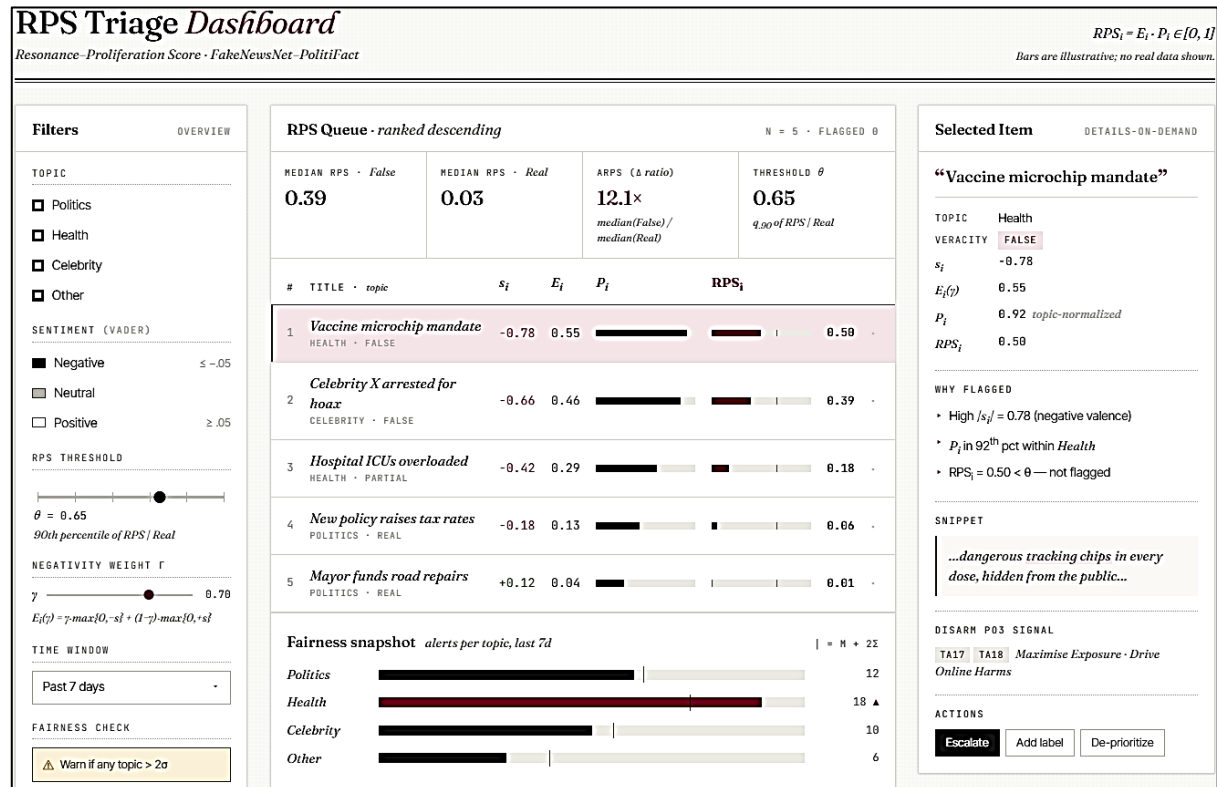 RPS Triage Dashboard
Resonance–Proliferation Score · FakeNewsNet–PolitiFact
RPSi = Ei · Pi ∈ [0, 1]
Bars are illustrative; no real data shown.
Filters
OVERVIEW
TOPIC
Politics
Health
Celebrity
Other
SENTIMENT (VADER)
Negative ≤ −.05
Neutral
Positive ≥ .05
RPS THRESHOLD
θ = 0.65
90th percentile of RPS | Real
NEGATIVITY WEIGHT Γ
γ 0.70
Ei(γ) = γ·max{0,−s} + (1−γ)·max{0,+s}
TIME WINDOW
Past 7 days
FAIRNESS CHECK
⚠ Warn if any topic > 2σ
RPS Queue · ranked descending
N = 5 · FLAGGED 0
MEDIAN RPS · False
0.39
MEDIAN RPS · Real
0.03
ARPS (Δ ratio)
12.1×
median(False) /
median(Real)
THRESHOLD θ
0.65
q.90 of RPS | Real
# TITLE · topic si Ei Pi RPSi
1 Vaccine microchip mandate -0.78 0.55 0.50 ·
HEALTH · FALSE
2 Celebrity X arrested for
hoax -0.66 0.46 0.39 ·
CELEBRITY · FALSE
3 Hospital ICUs overloaded -0.42 0.29 0.18 ·
HEALTH · PARTIAL
4 New policy raises tax rates -0.18 0.13 0.06 ·
POLITICS · REAL
5 Mayor funds road repairs +0.12 0.04 0.01 ·
POLITICS · REAL
Fairness snapshot alerts per topic, last 7d
| = M + 2Σ
Politics 12
Health 18 ▲
Celebrity 10
Other 6
Selected Item
DETAILS-ON-DEMAND
“Vaccine microchip mandate”
TOPIC Health
VERACITY FALSE
si -0.78
Ei(γ) 0.55
Pi 0.92 topic-normalized
RPSi 0.50
WHY FLAGGED
‣ High |si| = 0.78 (negative valence)
‣ Pi in 92th pct within Health
‣ RPSi = 0.50 < θ — not flagged
SNIPPET
…dangerous tracking chips in every
dose, hidden from the public…
DISARM P03 SIGNAL
TA17 TA18 Maximise Exposure · Drive
Online Harms
ACTIONS
Escalate
Add label
De-prioritize